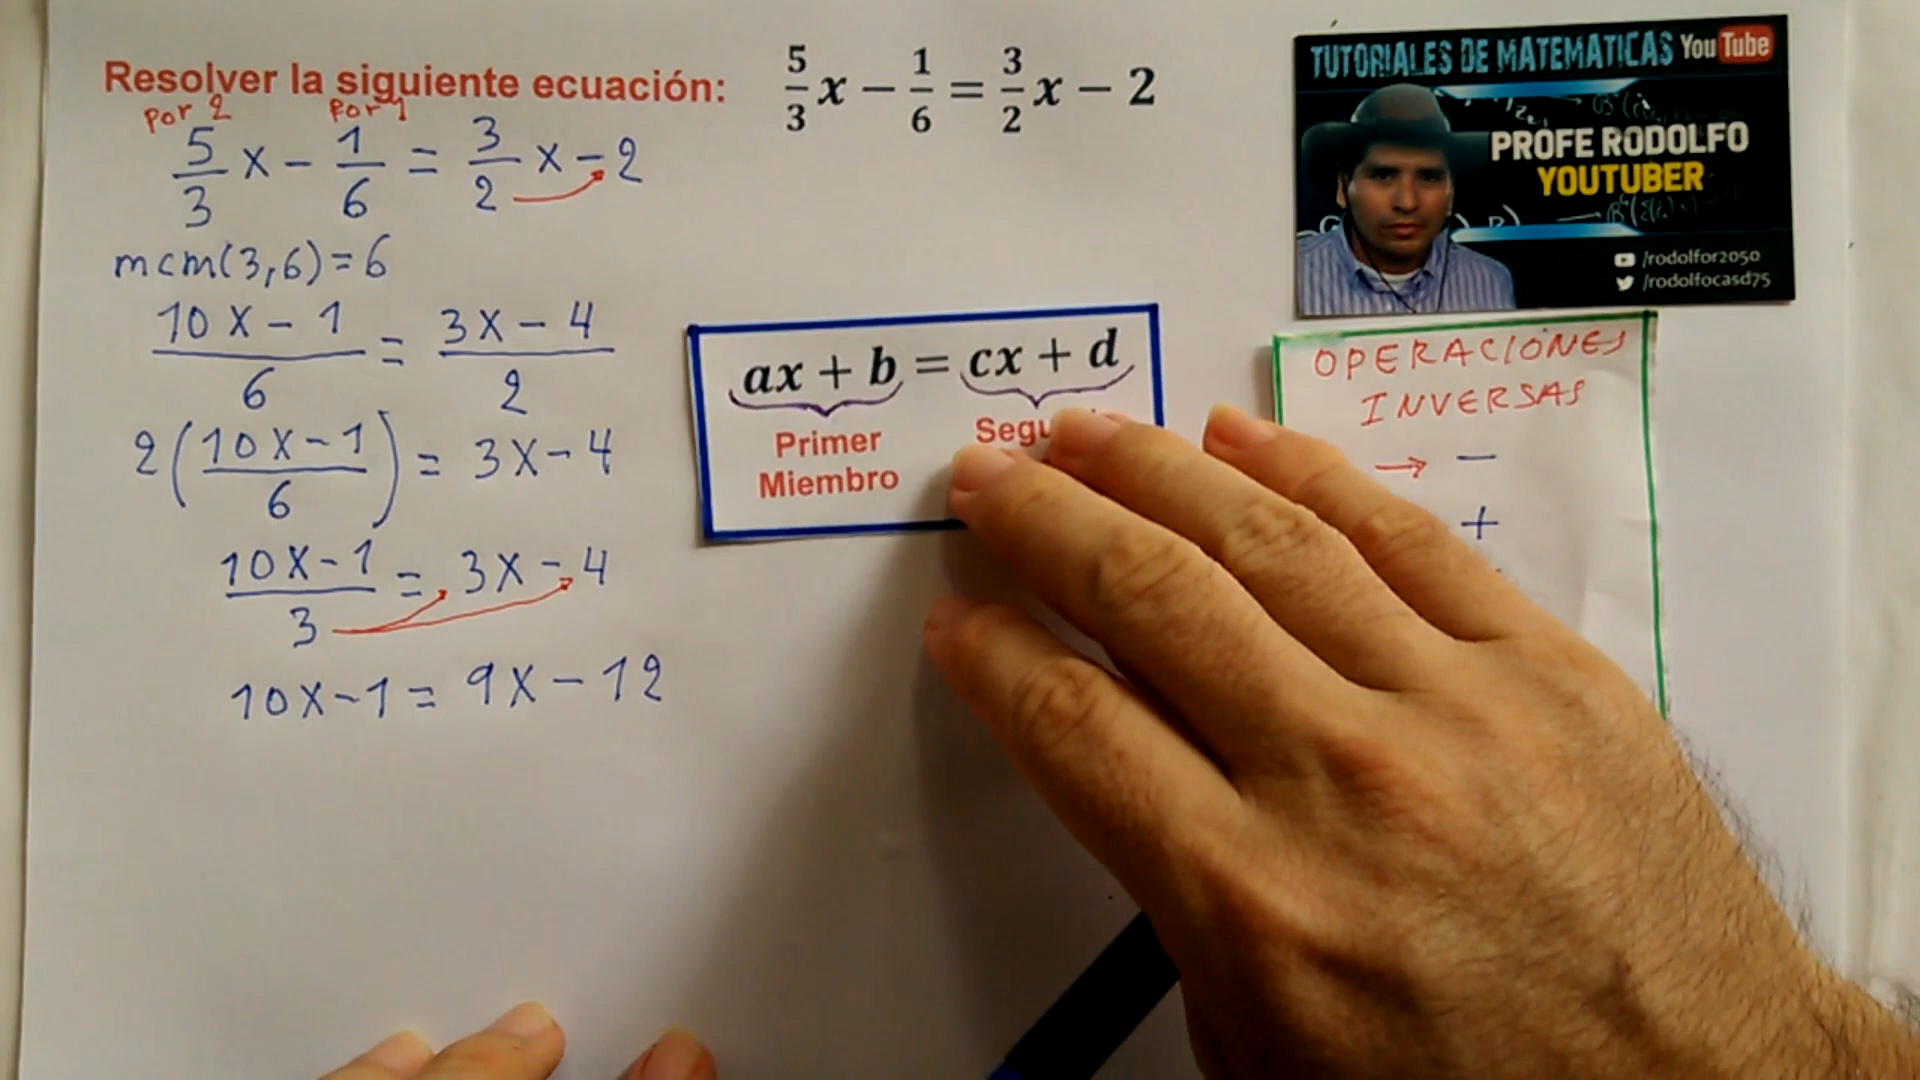 Resolver la siguiente ecuación: 5/3 x − 1/6 = 3/2 x − 2
por 2 por 1
5/3 x − 1/6 = 3/2 x − 2
mcm(3,6)=6
10x − 1 / 6 = 3x − 4 / 2
2(10x − 1 / 6) = 3x − 4
10x − 1 / 3 = 3x − 4
10x − 1 = 9x − 12
ax + b = cx + d
Primer
Miembro
TUTORIALES DE MATEMATICAS YouTube
PROFE RODOLFO
YOUTUBER
/rodolfor2050
/rodolfocasd75
OPERACIONES
INVERSAS
→ −
+